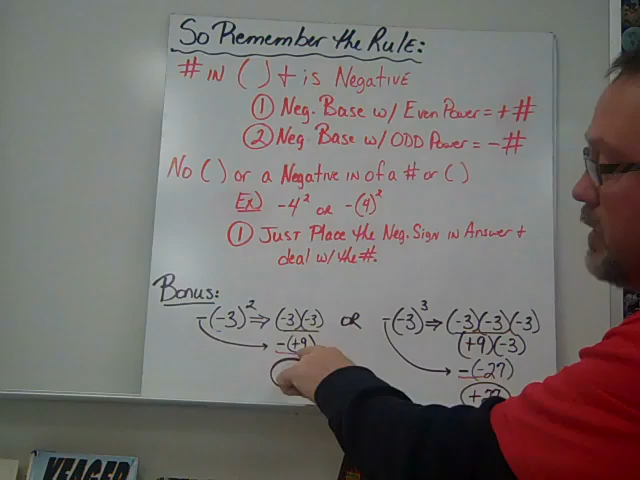 So Remember the Rule:
# in ( ) + is Negative
① Neg. Base w/ Even Power = + #
② Neg. Base w/ ODD Power = - #
No ( ) or a Negative in of a # or ( )
Ex) -4² or -(4)²
① Just Place the Neg. Sign in Answer +
deal w/ the #.
Bonus:
-(-3)² ⇒ (-3)(-3) or -(-3)³ ⇒ (-3)(-3)(-3)
-(+9) (+9)(-3)
-(-27)
+27
YEAGER